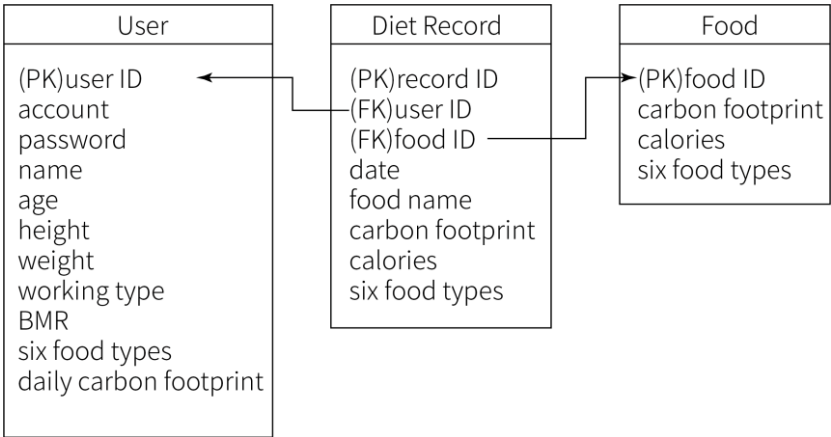 User
(PK)user ID
account
password
name
age
height
weight
working type
BMR
six food types
daily carbon footprint
Diet Record
(PK)record ID
(FK)user ID
(FK)food ID
date
food name
carbon footprint
calories
six food types
Food
(PK)food ID
carbon footprint
calories
six food types